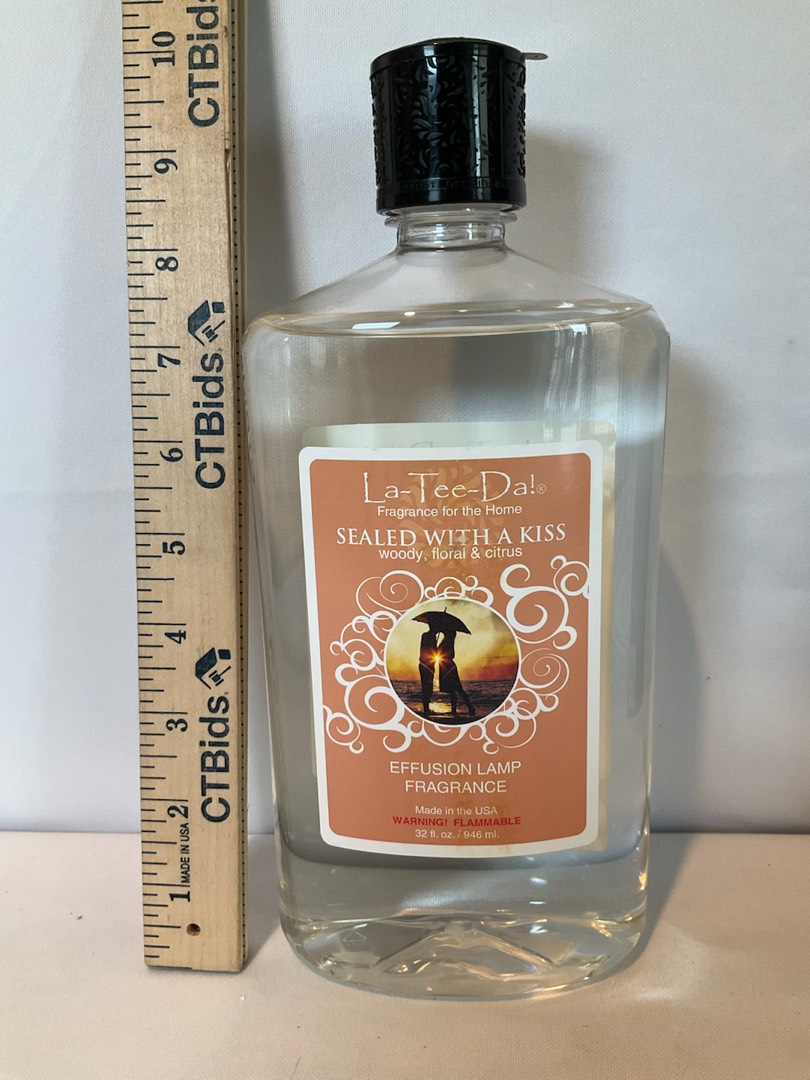 La-Tee-Da!®
Fragrance for the Home
SEALED WITH A KISS
woody, floral & citrus
EFFUSION LAMP
FRAGRANCE
Made in the USA
WARNING! FLAMMABLE
32 fl. oz. / 946 ml.
10
9
8
7
6
5
4
3
2
1
CTBids
CTBids
CTBids
MADE IN USA